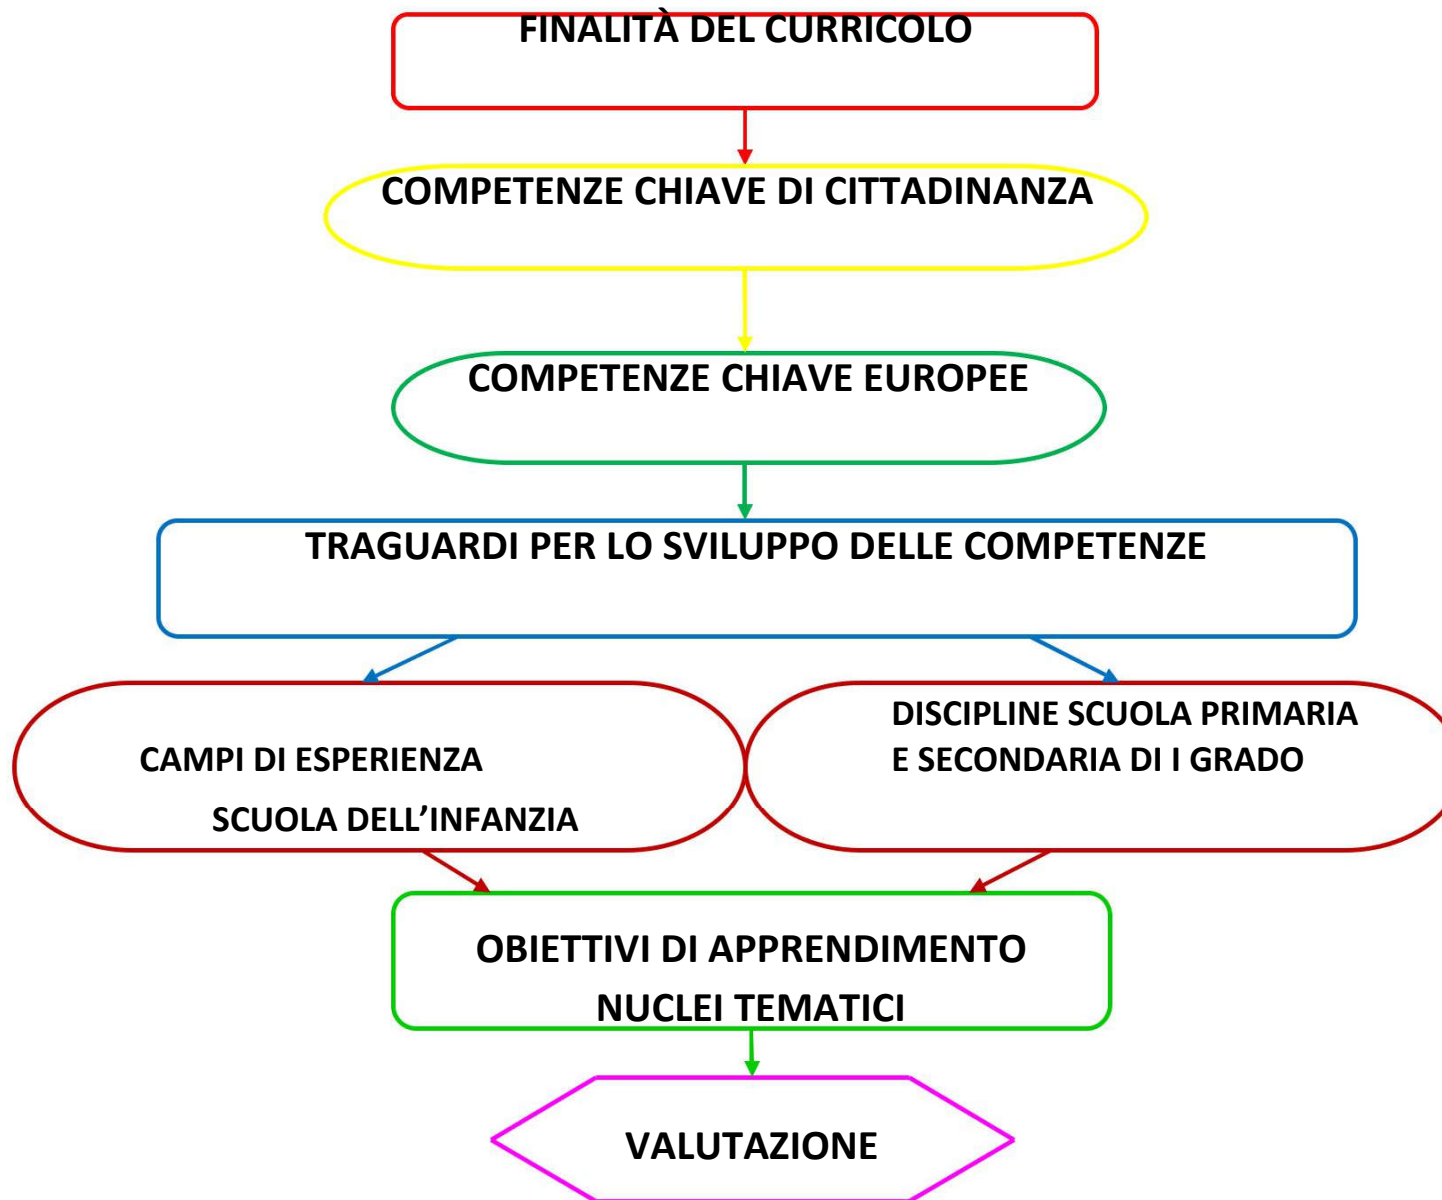 FINALITÀ DEL CURRICOLO
COMPETENZE CHIAVE DI CITTADINANZA
COMPETENZE CHIAVE EUROPEE
TRAGUARDI PER LO SVILUPPO DELLE COMPETENZE
CAMPI DI ESPERIENZA
SCUOLA DELL’INFANZIA
DISCIPLINE SCUOLA PRIMARIA
E SECONDARIA DI I GRADO
OBIETTIVI DI APPRENDIMENTO
NUCLEI TEMATICI
VALUTAZIONE